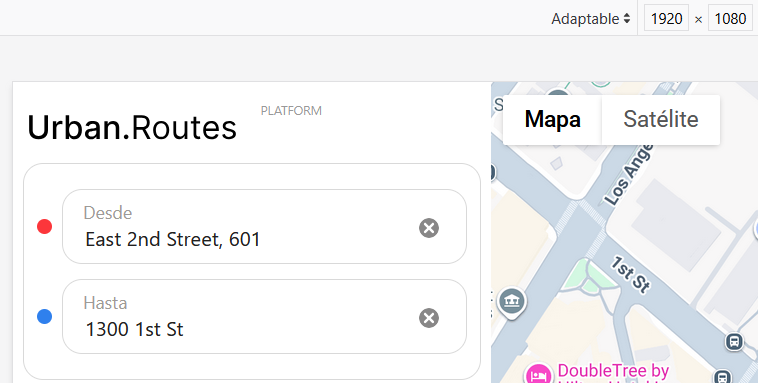 Adaptable 1920 × 1080
PLATFORM
Urban.Routes
Mapa Satélite
Desde
East 2nd Street, 601
Hasta
1300 1st St
Los Ange
1st St
DoubleTree by